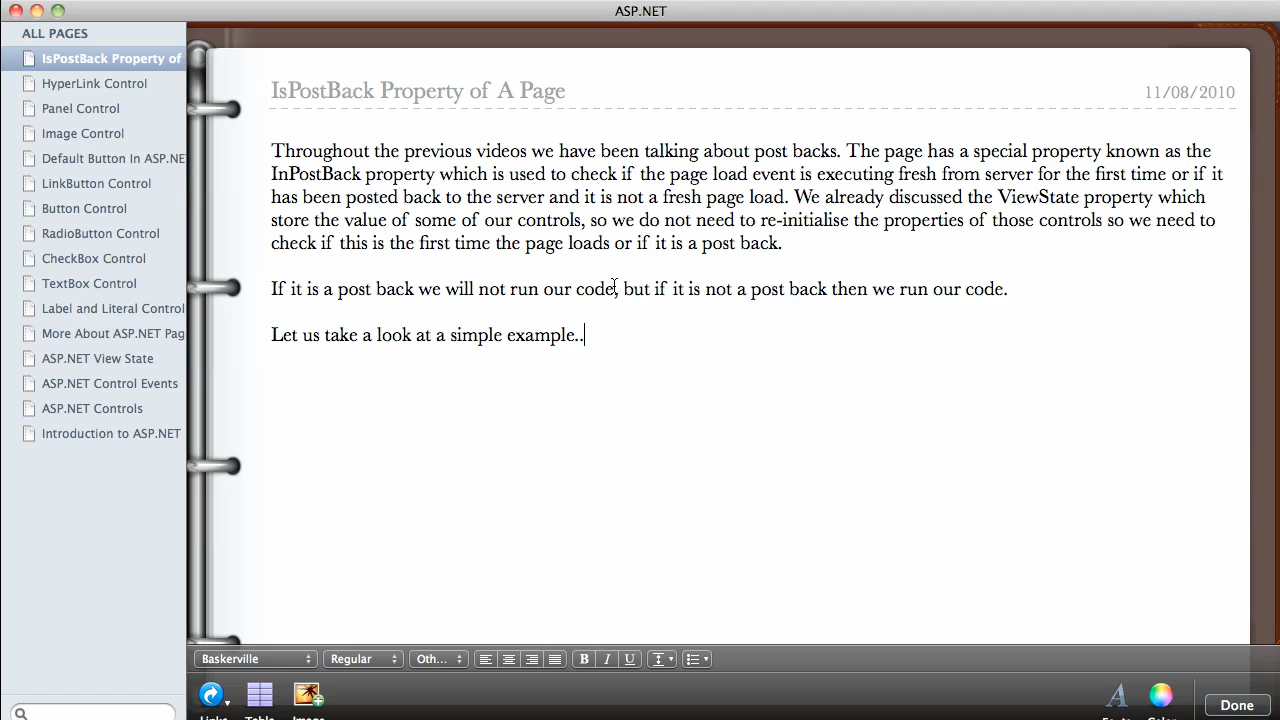 ASP.NET
ALL PAGES
IsPostBack Property of
HyperLink Control
Panel Control
Image Control
Default Button In ASP.NE
LinkButton Control
Button Control
RadioButton Control
CheckBox Control
TextBox Control
Label and Literal Control
More About ASP.NET Pag
ASP.NET View State
ASP.NET Control Events
ASP.NET Controls
Introduction to ASP.NET
IsPostBack Property of A Page
11/08/2010
Throughout the previous videos we have been talking about post backs. The page has a special property known as the
InPostBack property which is used to check if the page load event is executing fresh from server for the first time or if it
has been posted back to the server and it is not a fresh page load. We already discussed the ViewState property which
store the value of some of our controls, so we do not need to re-initialise the properties of those controls so we need to
check if this is the first time the page loads or if it is a post back.
If it is a post back we will not run our code, but if it is not a post back then we run our code.
Let us take a look at a simple example..
Baskerville
Regular
Oth...
B I U
A
Links
Table
Image
Done